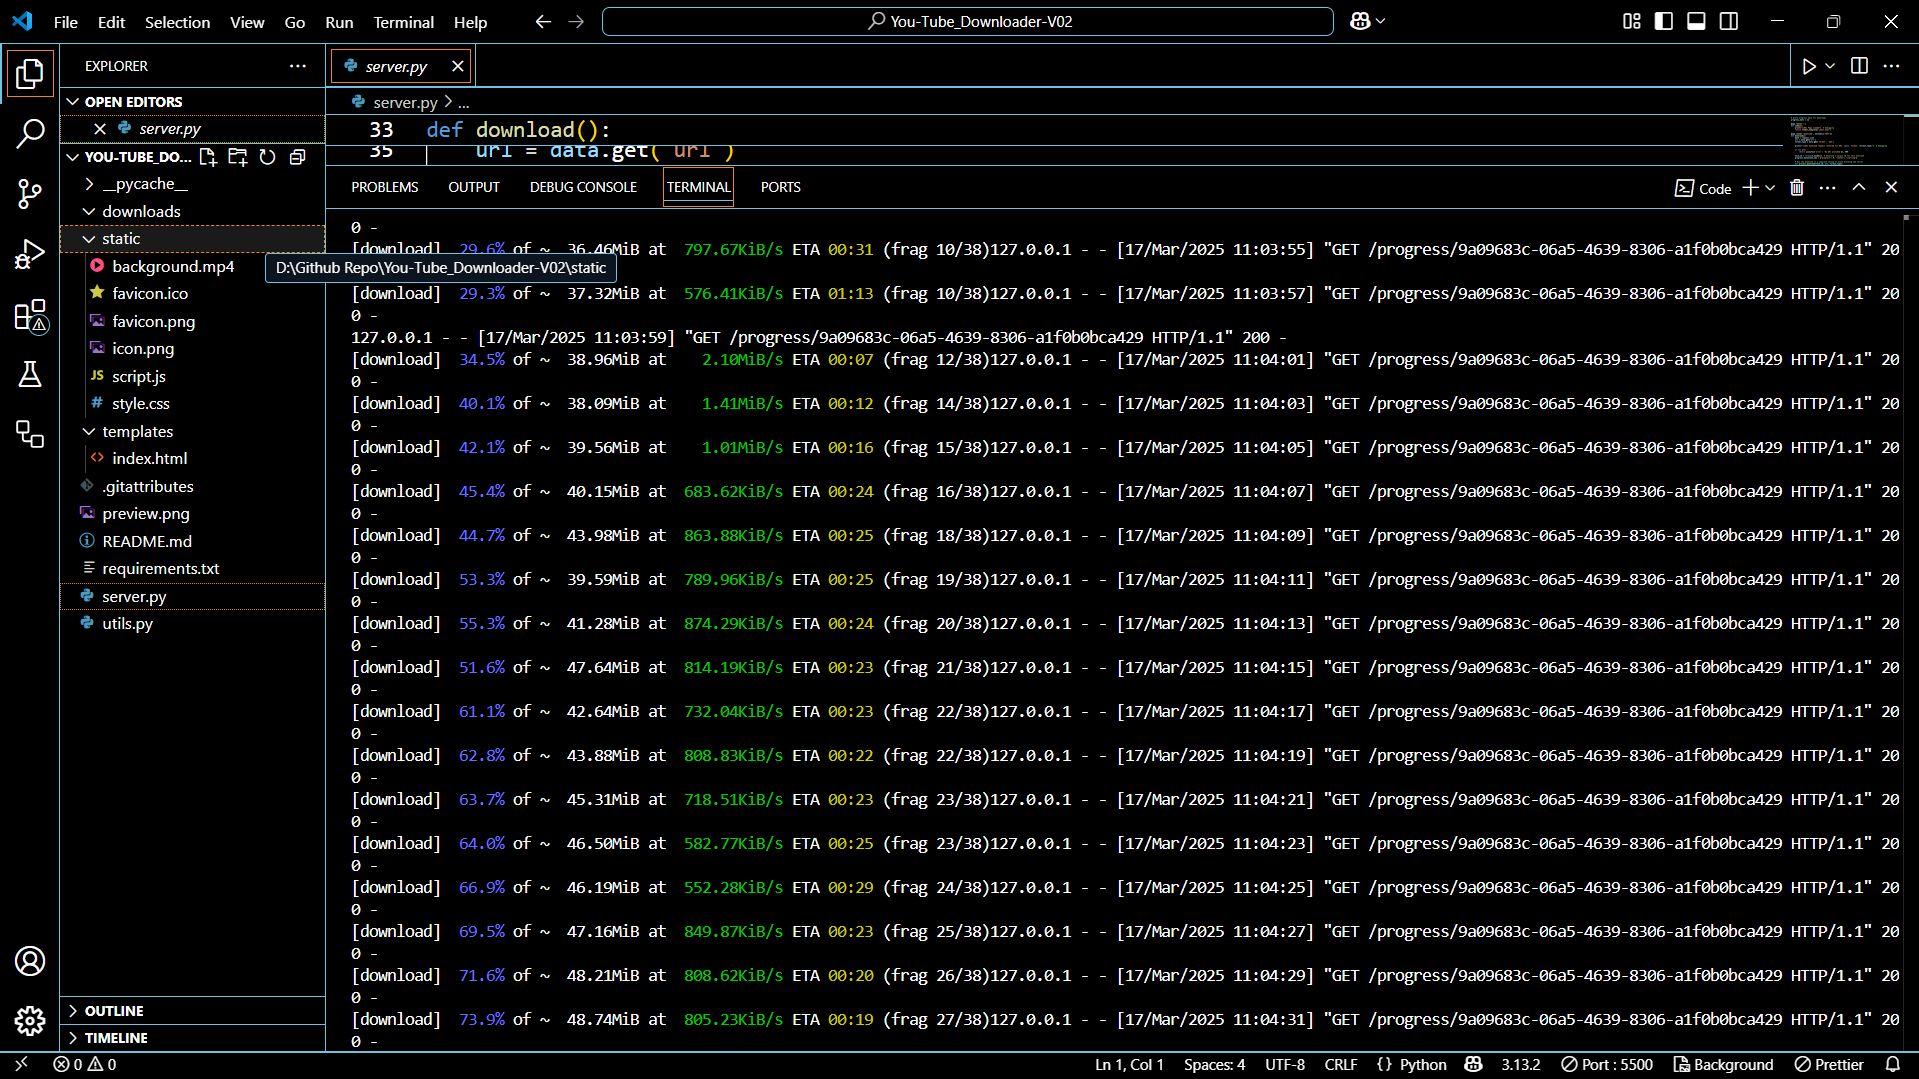 File Edit Selection View Go Run Terminal Help
You-Tube_Downloader-V02
EXPLORER
OPEN EDITORS
server.py
YOU-TUBE_DO...
__pycache__
downloads
static
background.mp4
favicon.ico
favicon.png
icon.png
script.js
style.css
templates
index.html
.gitattributes
preview.png
README.md
requirements.txt
server.py
utils.py
OUTLINE
TIMELINE
D:\Github Repo\You-Tube_Downloader-V02\static
server.py
server.py > ...
33 def download():
35 url = data.get( url )
PROBLEMS OUTPUT DEBUG CONSOLE TERMINAL PORTS
Code
0 -
[download] 29.6% of ~ 36.46MiB at 797.67KiB/s ETA 00:31 (frag 10/38)127.0.0.1 - - [17/Mar/2025 11:03:55] "GET /progress/9a09683c-06a5-4639-8306-a1f0b0bca429 HTTP/1.1" 20
[download] 29.3% of ~ 37.32MiB at 576.41KiB/s ETA 01:13 (frag 10/38)127.0.0.1 - - [17/Mar/2025 11:03:57] "GET /progress/9a09683c-06a5-4639-8306-a1f0b0bca429 HTTP/1.1" 20
0 -
127.0.0.1 - - [17/Mar/2025 11:03:59] "GET /progress/9a09683c-06a5-4639-8306-a1f0b0bca429 HTTP/1.1" 200 -
[download] 34.5% of ~ 38.96MiB at 2.10MiB/s ETA 00:07 (frag 12/38)127.0.0.1 - - [17/Mar/2025 11:04:01] "GET /progress/9a09683c-06a5-4639-8306-a1f0b0bca429 HTTP/1.1" 20
0 -
[download] 40.1% of ~ 38.09MiB at 1.41MiB/s ETA 00:12 (frag 14/38)127.0.0.1 - - [17/Mar/2025 11:04:03] "GET /progress/9a09683c-06a5-4639-8306-a1f0b0bca429 HTTP/1.1" 20
0 -
[download] 42.1% of ~ 39.56MiB at 1.01MiB/s ETA 00:16 (frag 15/38)127.0.0.1 - - [17/Mar/2025 11:04:05] "GET /progress/9a09683c-06a5-4639-8306-a1f0b0bca429 HTTP/1.1" 20
0 -
[download] 45.4% of ~ 40.15MiB at 683.62KiB/s ETA 00:24 (frag 16/38)127.0.0.1 - - [17/Mar/2025 11:04:07] "GET /progress/9a09683c-06a5-4639-8306-a1f0b0bca429 HTTP/1.1" 20
0 -
[download] 44.7% of ~ 43.98MiB at 863.88KiB/s ETA 00:25 (frag 18/38)127.0.0.1 - - [17/Mar/2025 11:04:09] "GET /progress/9a09683c-06a5-4639-8306-a1f0b0bca429 HTTP/1.1" 20
0 -
[download] 53.3% of ~ 39.59MiB at 789.96KiB/s ETA 00:25 (frag 19/38)127.0.0.1 - - [17/Mar/2025 11:04:11] "GET /progress/9a09683c-06a5-4639-8306-a1f0b0bca429 HTTP/1.1" 20
0 -
[download] 55.3% of ~ 41.28MiB at 874.29KiB/s ETA 00:24 (frag 20/38)127.0.0.1 - - [17/Mar/2025 11:04:13] "GET /progress/9a09683c-06a5-4639-8306-a1f0b0bca429 HTTP/1.1" 20
0 -
[download] 51.6% of ~ 47.64MiB at 814.19KiB/s ETA 00:23 (frag 21/38)127.0.0.1 - - [17/Mar/2025 11:04:15] "GET /progress/9a09683c-06a5-4639-8306-a1f0b0bca429 HTTP/1.1" 20
0 -
[download] 61.1% of ~ 42.64MiB at 732.04KiB/s ETA 00:23 (frag 22/38)127.0.0.1 - - [17/Mar/2025 11:04:17] "GET /progress/9a09683c-06a5-4639-8306-a1f0b0bca429 HTTP/1.1" 20
0 -
[download] 62.8% of ~ 43.88MiB at 808.83KiB/s ETA 00:22 (frag 22/38)127.0.0.1 - - [17/Mar/2025 11:04:19] "GET /progress/9a09683c-06a5-4639-8306-a1f0b0bca429 HTTP/1.1" 20
0 -
[download] 63.7% of ~ 45.31MiB at 718.51KiB/s ETA 00:23 (frag 23/38)127.0.0.1 - - [17/Mar/2025 11:04:21] "GET /progress/9a09683c-06a5-4639-8306-a1f0b0bca429 HTTP/1.1" 20
0 -
[download] 64.0% of ~ 46.50MiB at 582.77KiB/s ETA 00:25 (frag 23/38)127.0.0.1 - - [17/Mar/2025 11:04:23] "GET /progress/9a09683c-06a5-4639-8306-a1f0b0bca429 HTTP/1.1" 20
0 -
[download] 66.9% of ~ 46.19MiB at 552.28KiB/s ETA 00:29 (frag 24/38)127.0.0.1 - - [17/Mar/2025 11:04:25] "GET /progress/9a09683c-06a5-4639-8306-a1f0b0bca429 HTTP/1.1" 20
0 -
[download] 69.5% of ~ 47.16MiB at 849.87KiB/s ETA 00:23 (frag 25/38)127.0.0.1 - - [17/Mar/2025 11:04:27] "GET /progress/9a09683c-06a5-4639-8306-a1f0b0bca429 HTTP/1.1" 20
0 -
[download] 71.6% of ~ 48.21MiB at 808.62KiB/s ETA 00:20 (frag 26/38)127.0.0.1 - - [17/Mar/2025 11:04:29] "GET /progress/9a09683c-06a5-4639-8306-a1f0b0bca429 HTTP/1.1" 20
0 -
[download] 73.9% of ~ 48.74MiB at 805.23KiB/s ETA 00:19 (frag 27/38)127.0.0.1 - - [17/Mar/2025 11:04:31] "GET /progress/9a09683c-06a5-4639-8306-a1f0b0bca429 HTTP/1.1" 20
0 -
0 0 Ln 1, Col 1 Spaces: 4 UTF-8 CRLF {} Python 3.13.2 Port : 5500 Background Prettier